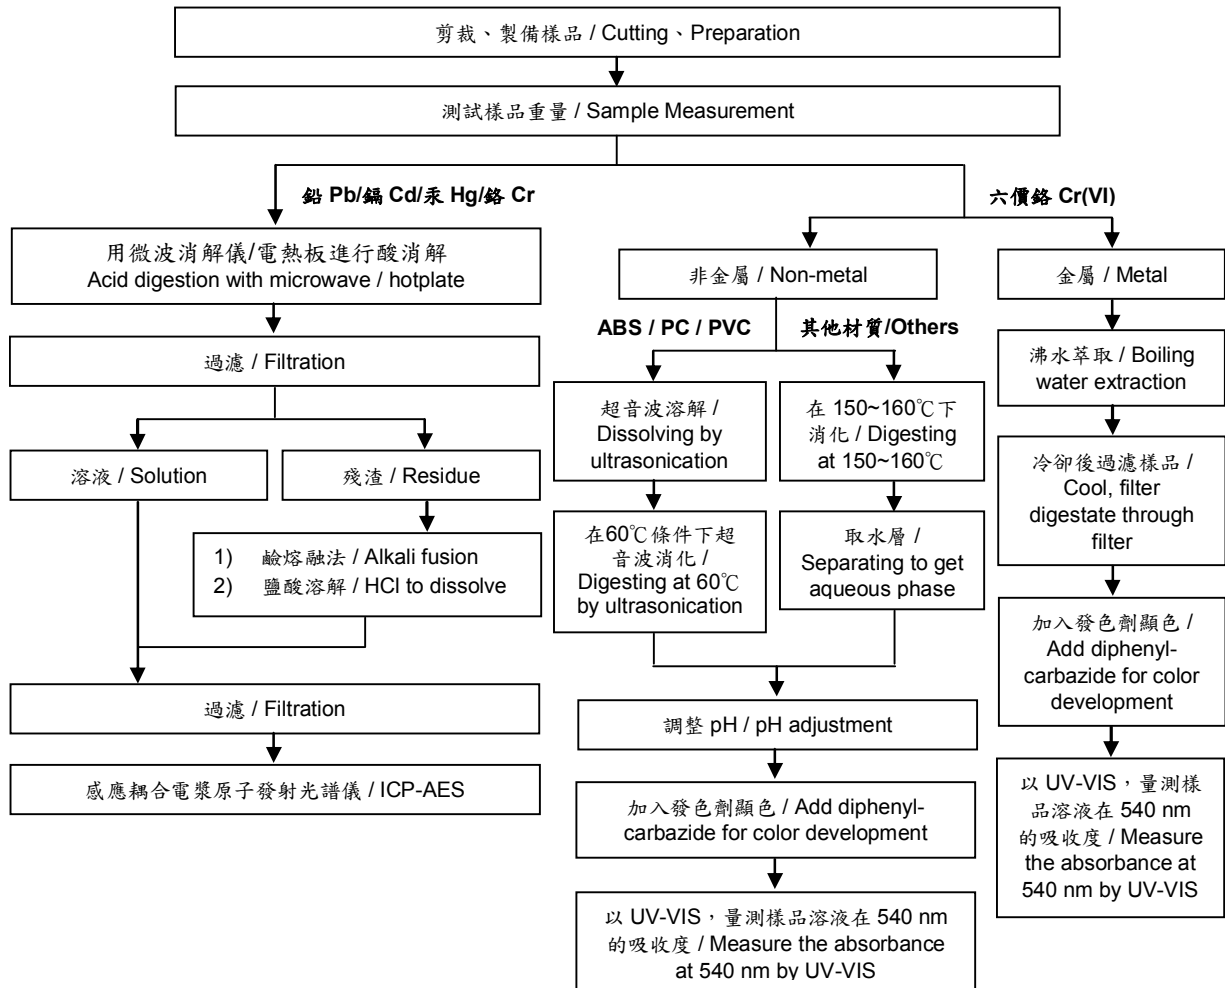 剪裁、製備樣品 / Cutting、Preparation
測試樣品重量 / Sample Measurement
鉛 Pb/鎘 Cd/汞 Hg/鉻 Cr
用微波消解儀/電熱板進行酸消解
Acid digestion with microwave / hotplate
過濾 / Filtration
溶液 / Solution
殘渣 / Residue
1) 鹼熔融法 / Alkali fusion
2) 鹽酸溶解 / HCl to dissolve
過濾 / Filtration
感應耦合電漿原子發射光譜儀 / ICP-AES
六價鉻 Cr(VI)
非金屬 / Non-metal
ABS / PC / PVC
超音波溶解 /
Dissolving by
ultrasonication
在60℃條件下超
音波消化 /
Digesting at 60℃
by ultrasonication
其他材質/Others
在 150~160℃下
消化 / Digesting
at 150~160℃
取水層 /
Separating to get
aqueous phase
調整 pH / pH adjustment
加入發色劑顯色 / Add diphenyl-
carbazide for color development
以 UV-VIS，量測樣品溶液在 540 nm
的吸收度 / Measure the absorbance
at 540 nm by UV-VIS
金屬 / Metal
沸水萃取 / Boiling
water extraction
冷卻後過濾樣品 /
Cool, filter
digestate through
filter
加入發色劑顯色 /
Add diphenyl-
carbazide for color
development
以 UV-VIS，量測樣
品溶液在 540 nm
的吸收度 / Measure
the absorbance at
540 nm by UV-VIS